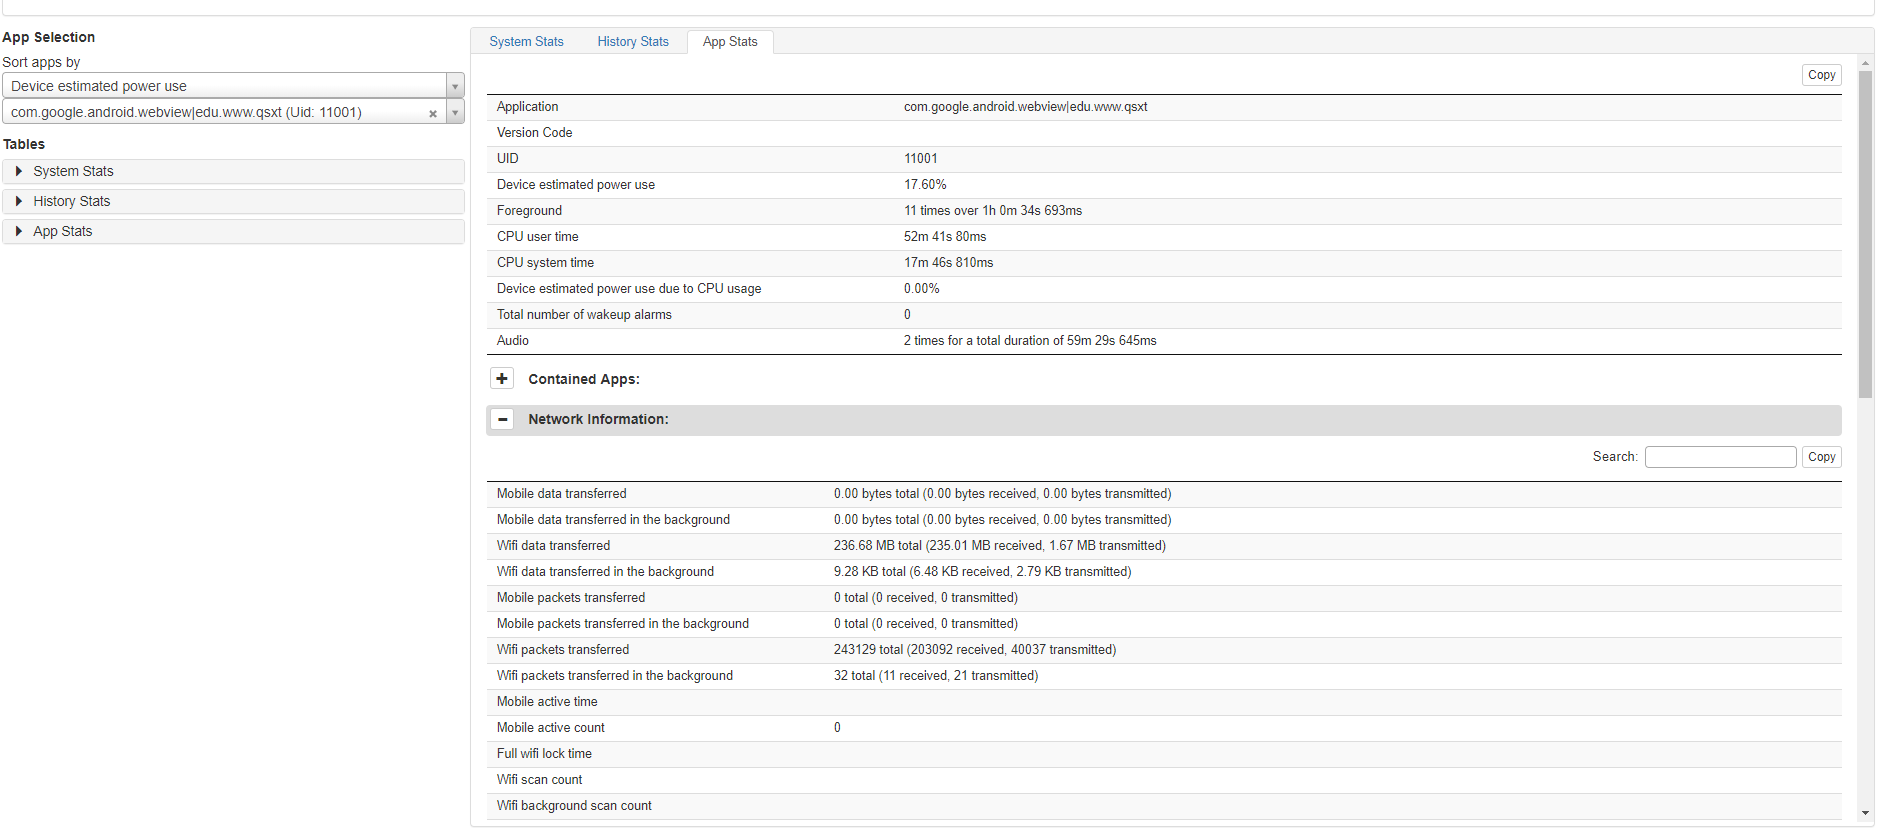 App Selection
Sort apps by
Device estimated power use
com.google.android.webview|edu.www.qsxt (Uid: 11001)
Tables
System Stats
History Stats
App Stats
System Stats History Stats App Stats
Copy
Application com.google.android.webview|edu.www.qsxt
Version Code
UID 11001
Device estimated power use 17.60%
Foreground 11 times over 1h 0m 34s 693ms
CPU user time 52m 41s 80ms
CPU system time 17m 46s 810ms
Device estimated power use due to CPU usage 0.00%
Total number of wakeup alarms 0
Audio 2 times for a total duration of 59m 29s 645ms
Contained Apps:
Network Information:
Search: Copy
Mobile data transferred 0.00 bytes total (0.00 bytes received, 0.00 bytes transmitted)
Mobile data transferred in the background 0.00 bytes total (0.00 bytes received, 0.00 bytes transmitted)
Wifi data transferred 236.68 MB total (235.01 MB received, 1.67 MB transmitted)
Wifi data transferred in the background 9.28 KB total (6.48 KB received, 2.79 KB transmitted)
Mobile packets transferred 0 total (0 received, 0 transmitted)
Mobile packets transferred in the background 0 total (0 received, 0 transmitted)
Wifi packets transferred 243129 total (203092 received, 40037 transmitted)
Wifi packets transferred in the background 32 total (11 received, 21 transmitted)
Mobile active time
Mobile active count 0
Full wifi lock time
Wifi scan count
Wifi background scan count